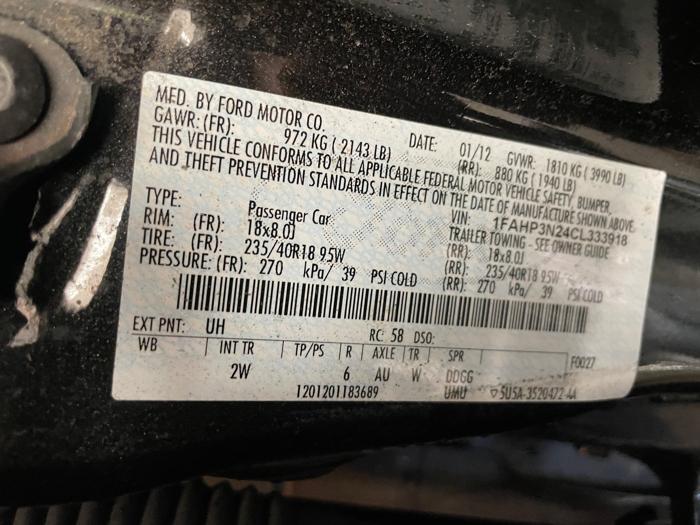 MFD. BY FORD MOTOR CO.
DATE: 01/12 GVWR: 1810 KG ( 3990 LB)
GAWR: (FR): 972 KG ( 2143 LB) (RR): 880 KG ( 1940 LB)
THIS VEHICLE CONFORMS TO ALL APPLICABLE FEDERAL MOTOR VEHICLE SAFETY, BUMPER,
AND THEFT PREVENTION STANDARDS IN EFFECT ON THE DATE OF MANUFACTURE SHOWN ABOVE.
VIN: 1FAHP3N24CL333918
TYPE: Passenger Car TRAILER TOWING - SEE OWNER GUIDE
RIM: (FR): 18x8.0J (RR): 18x8.0J
TIRE: (FR): 235/40R18 95W (RR): 235/40R18 95W
PRESSURE: (FR): 270 kPa/ 39 PSI COLD (RR): 270 kPa/ 39 PSI COLD
EXT PNT: UH RC: 58 DSO:
F0027
WB | INT TR | TP/PS | R | AXLE | TR | SPR
2W 6 AU W DDGG
1201201183689 UMU ▽5U5A-3520472-AA